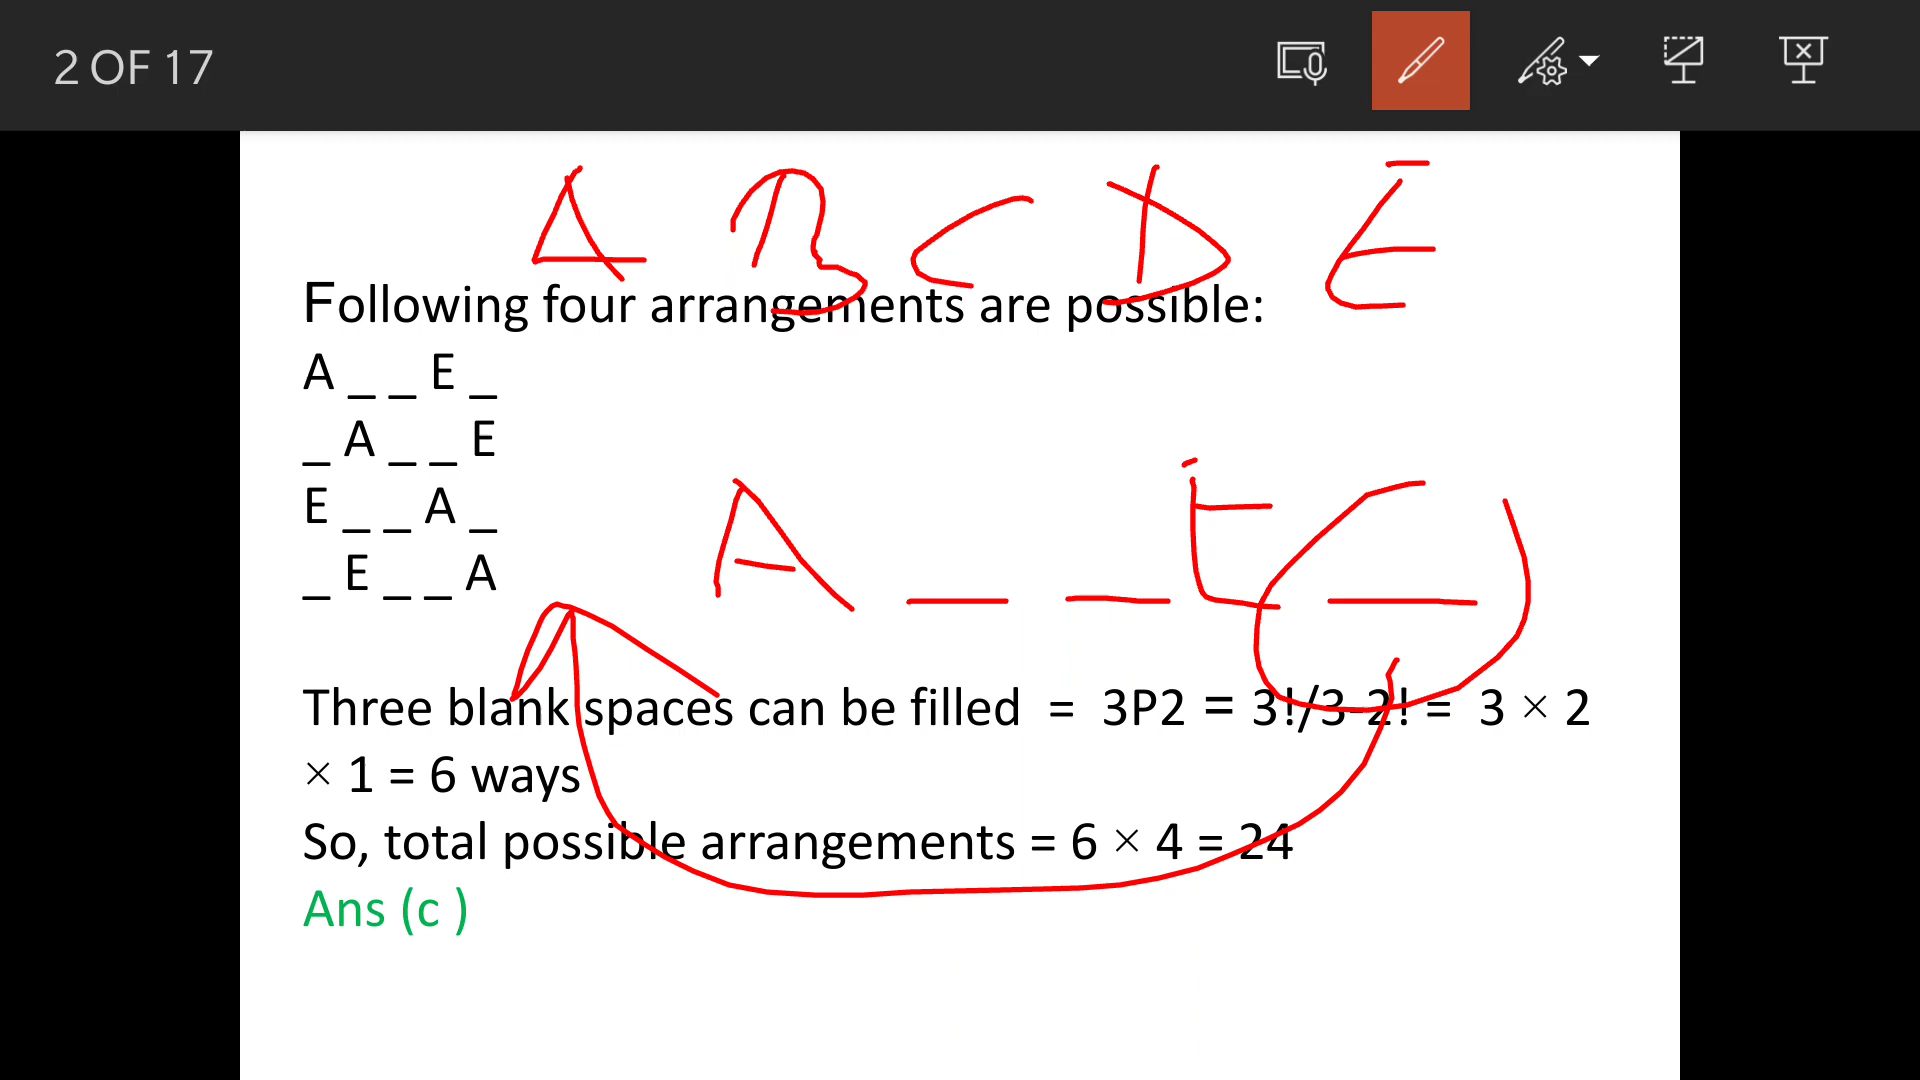 2 OF 17
A B C D E
Following four arrangements are possible:
A _ _ E _
_ A _ _ E
E _ _ A _
_ E _ _ A
A _ _ E _
Three blank spaces can be filled = 3P2 = 3!/3-2! = 3 × 2
× 1 = 6 ways
So, total possible arrangements = 6 × 4 = 24
Ans (c )